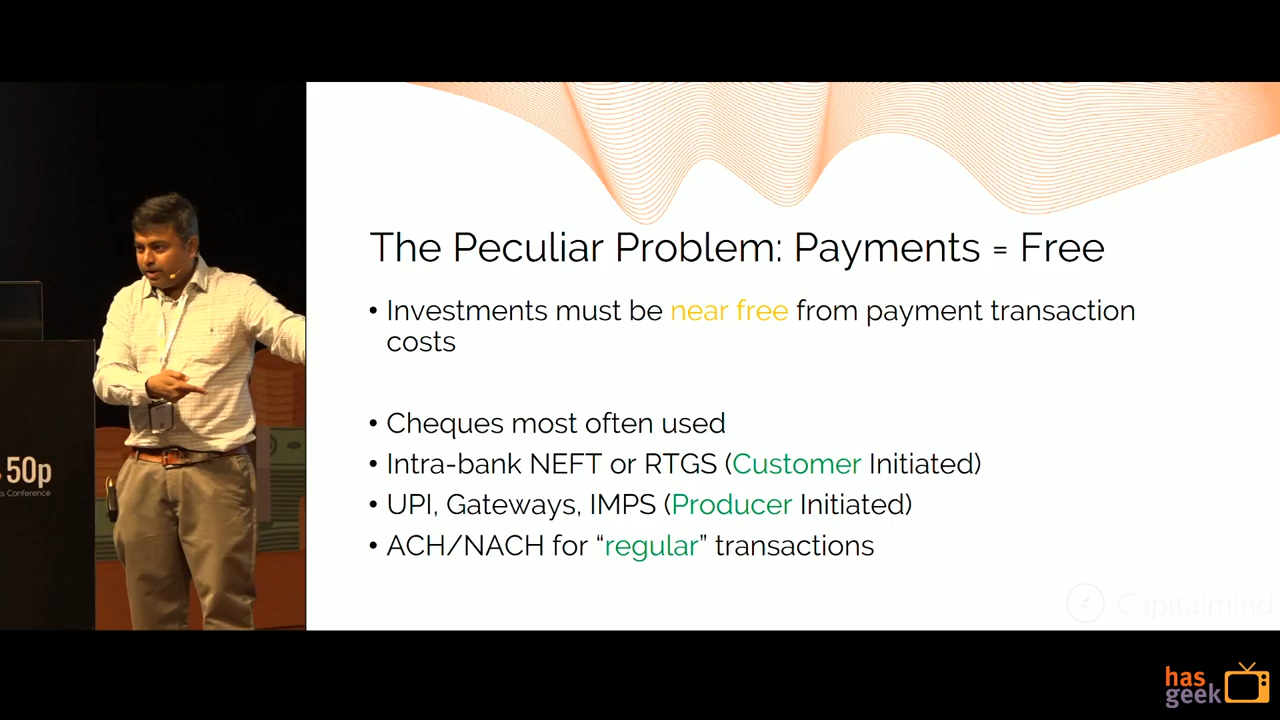 The Peculiar Problem: Payments = Free
• Investments must be near free from payment transaction
costs
• Cheques most often used
• Intra-bank NEFT or RTGS (Customer Initiated)
• UPI, Gateways, IMPS (Producer Initiated)
• ACH/NACH for “regular” transactions
Capitalmind
50p
Conference
has
geek